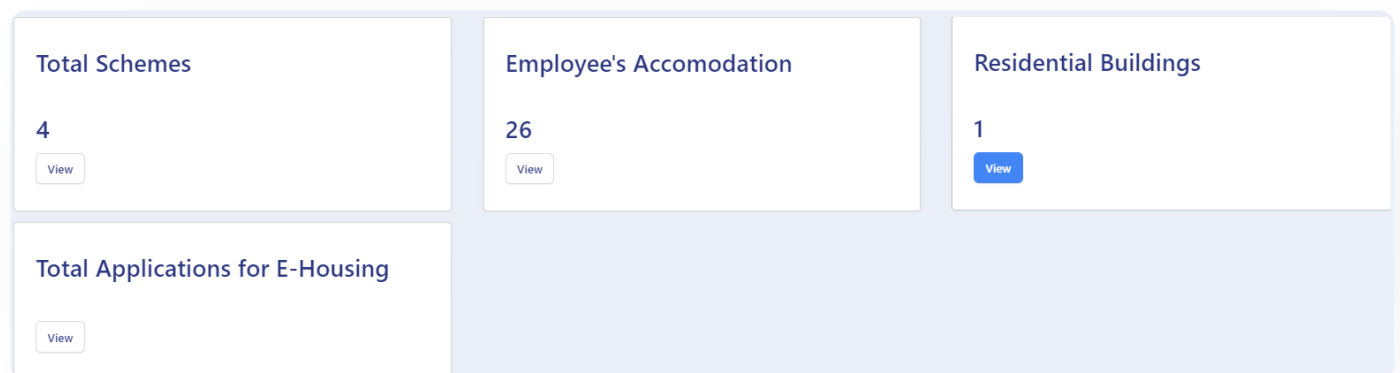 Total Schemes
4
View
Employee's Accomodation
26
View
Residential Buildings
1
View
Total Applications for E-Housing
View